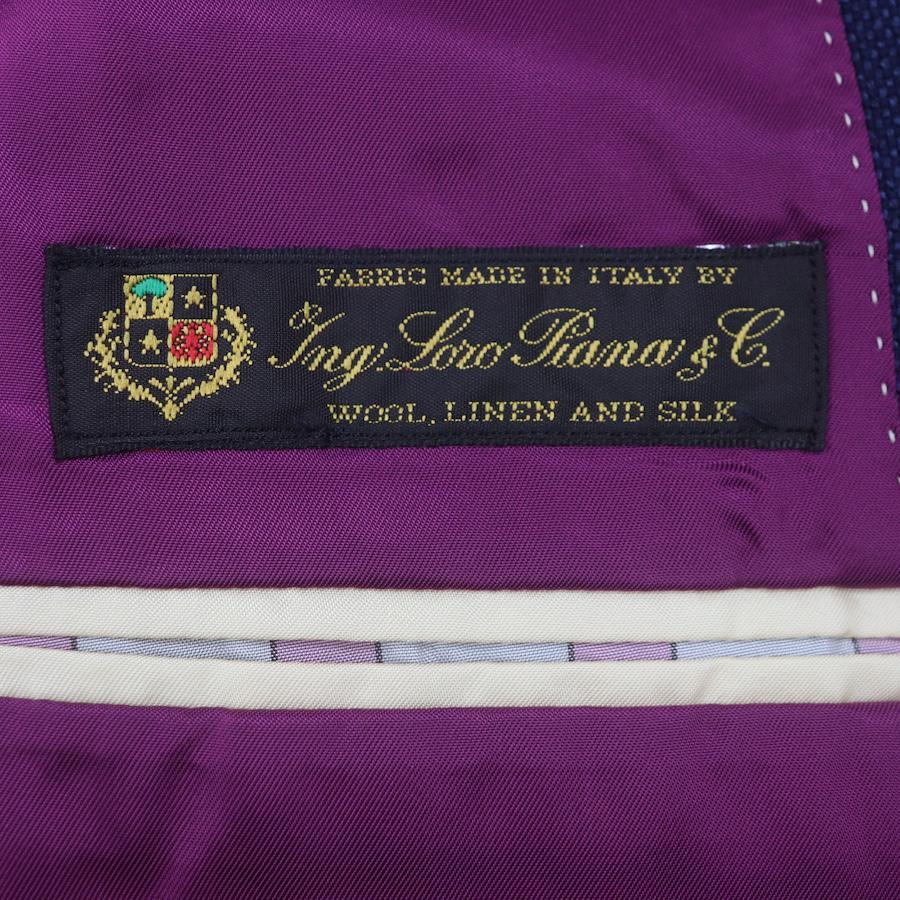 FABRIC MADE IN ITALY BY
Ing. Loro Piana & C.
WOOL, LINEN AND SILK